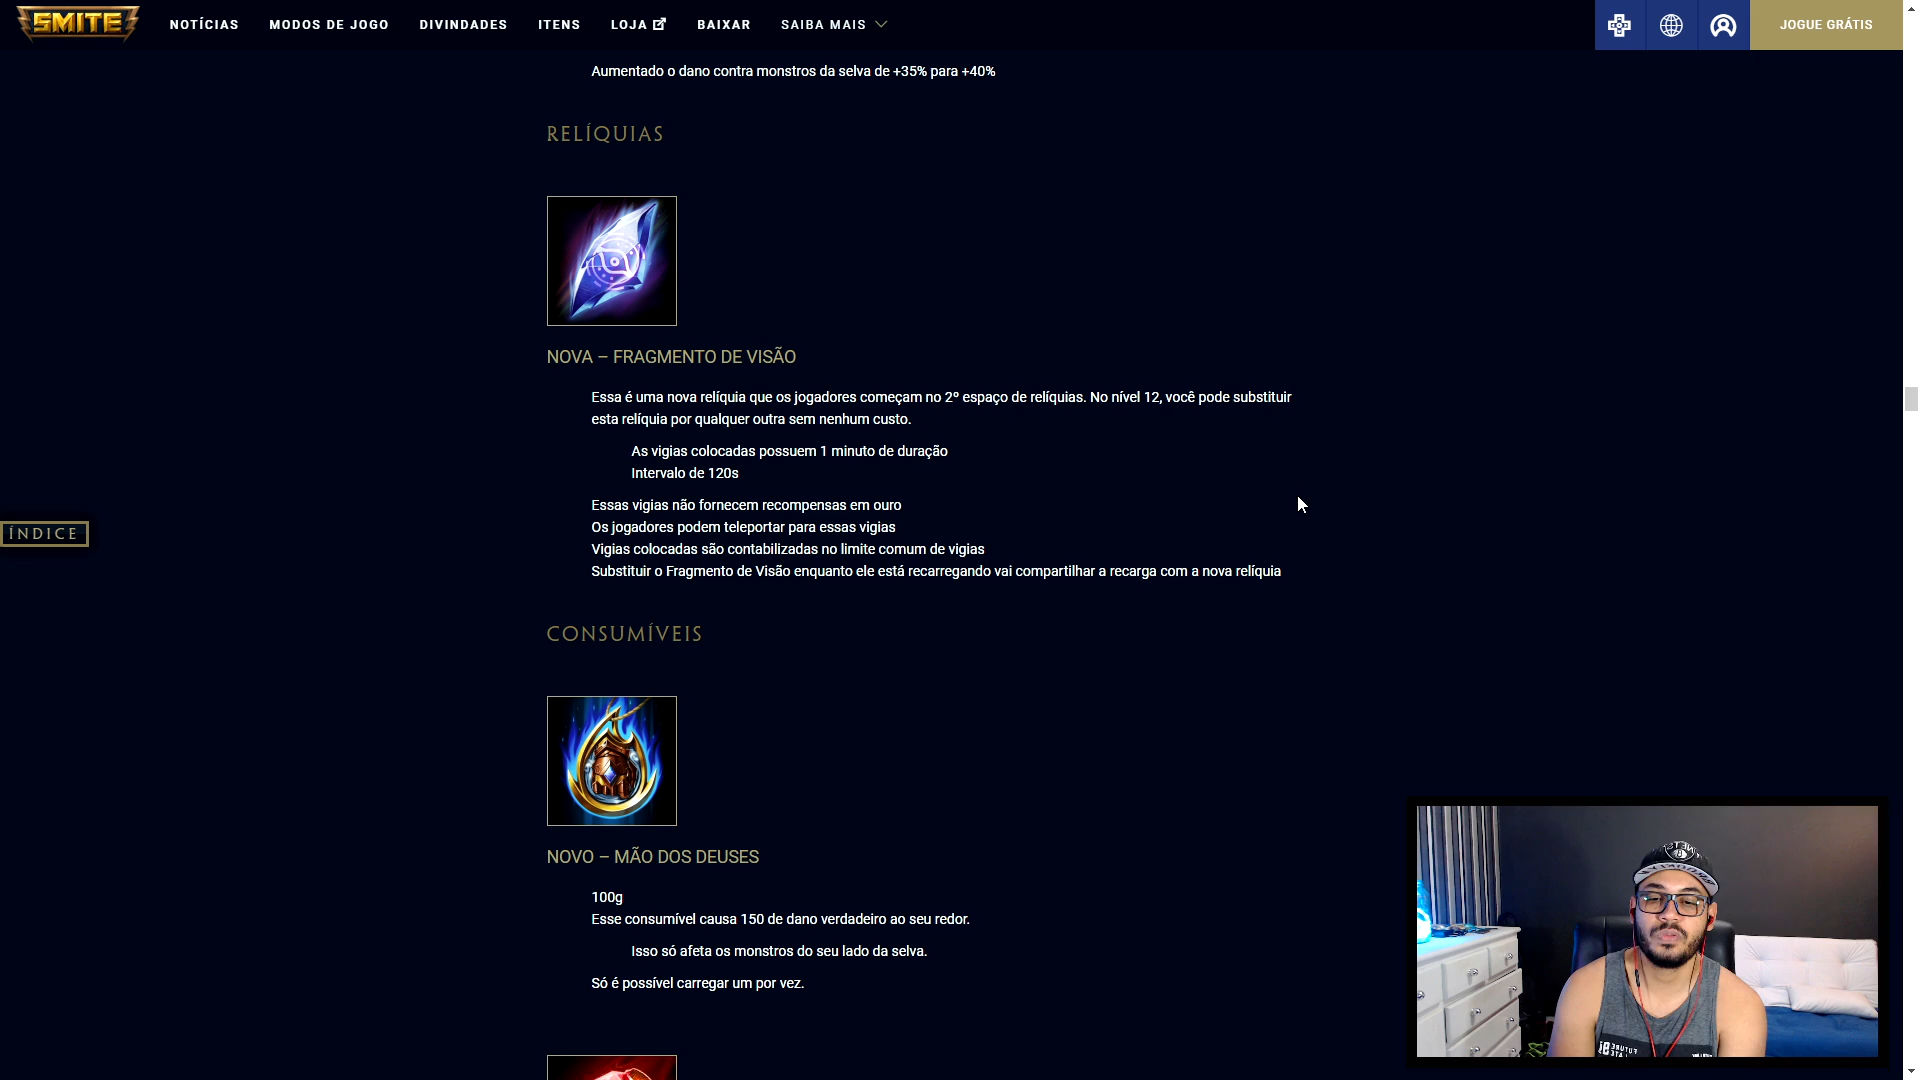 SMITE
NOTÍCIAS
MODOS DE JOGO
DIVINDADES
ITENS
LOJA
BAIXAR
SAIBA MAIS
JOGUE GRÁTIS
Aumentado o dano contra monstros da selva de +35% para +40%
RELÍQUIAS
NOVA – FRAGMENTO DE VISÃO
Essa é uma nova relíquia que os jogadores começam no 2º espaço de relíquias. No nível 12, você pode substituir
esta relíquia por qualquer outra sem nenhum custo.
As vigias colocadas possuem 1 minuto de duração
Intervalo de 120s
Essas vigias não fornecem recompensas em ouro
Os jogadores podem teleportar para essas vigias
Vigias colocadas são contabilizadas no limite comum de vigias
Substituir o Fragmento de Visão enquanto ele está recarregando vai compartilhar a recarga com a nova relíquia
ÍNDICE
CONSUMÍVEIS
NOVO – MÃO DOS DEUSES
100g
Esse consumível causa 150 de dano verdadeiro ao seu redor.
Isso só afeta os monstros do seu lado da selva.
Só é possível carregar um por vez.
NETS
BROOKLYN